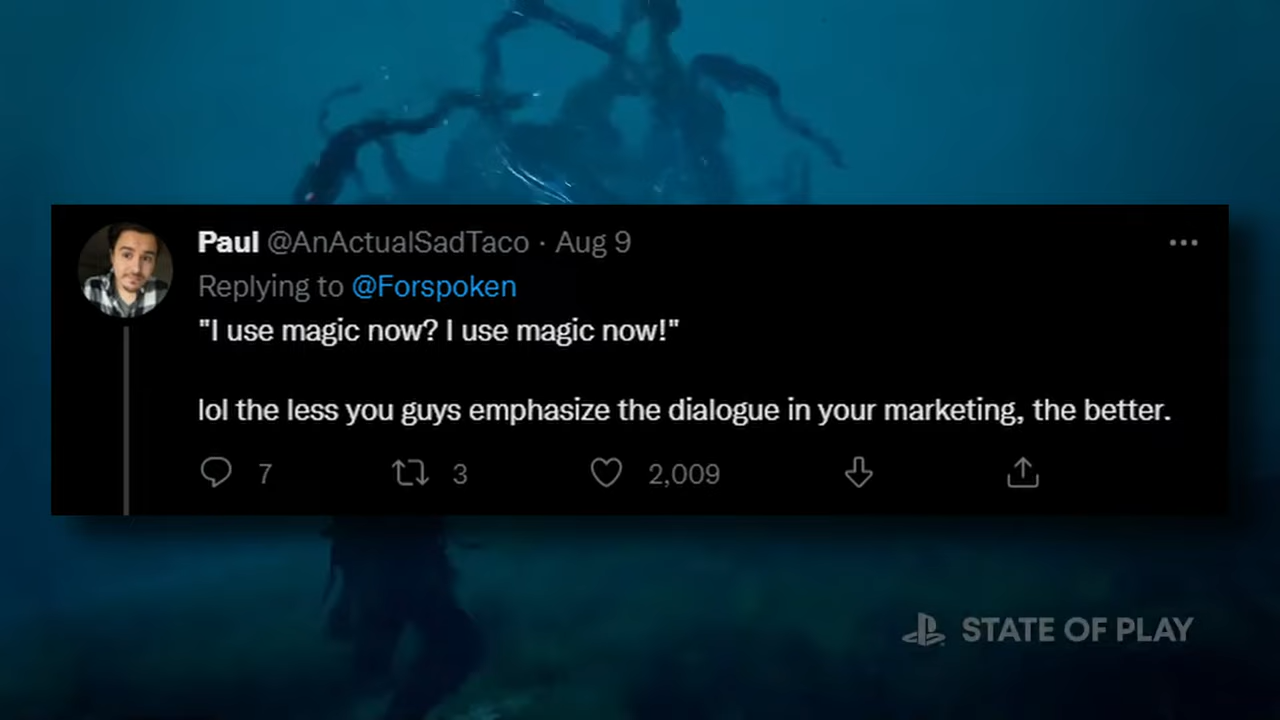 Paul @AnActualSadTaco · Aug 9
Replying to @Forspoken
"I use magic now? I use magic now!"
lol the less you guys emphasize the dialogue in your marketing, the better.
7 3 2,009
STATE OF PLAY